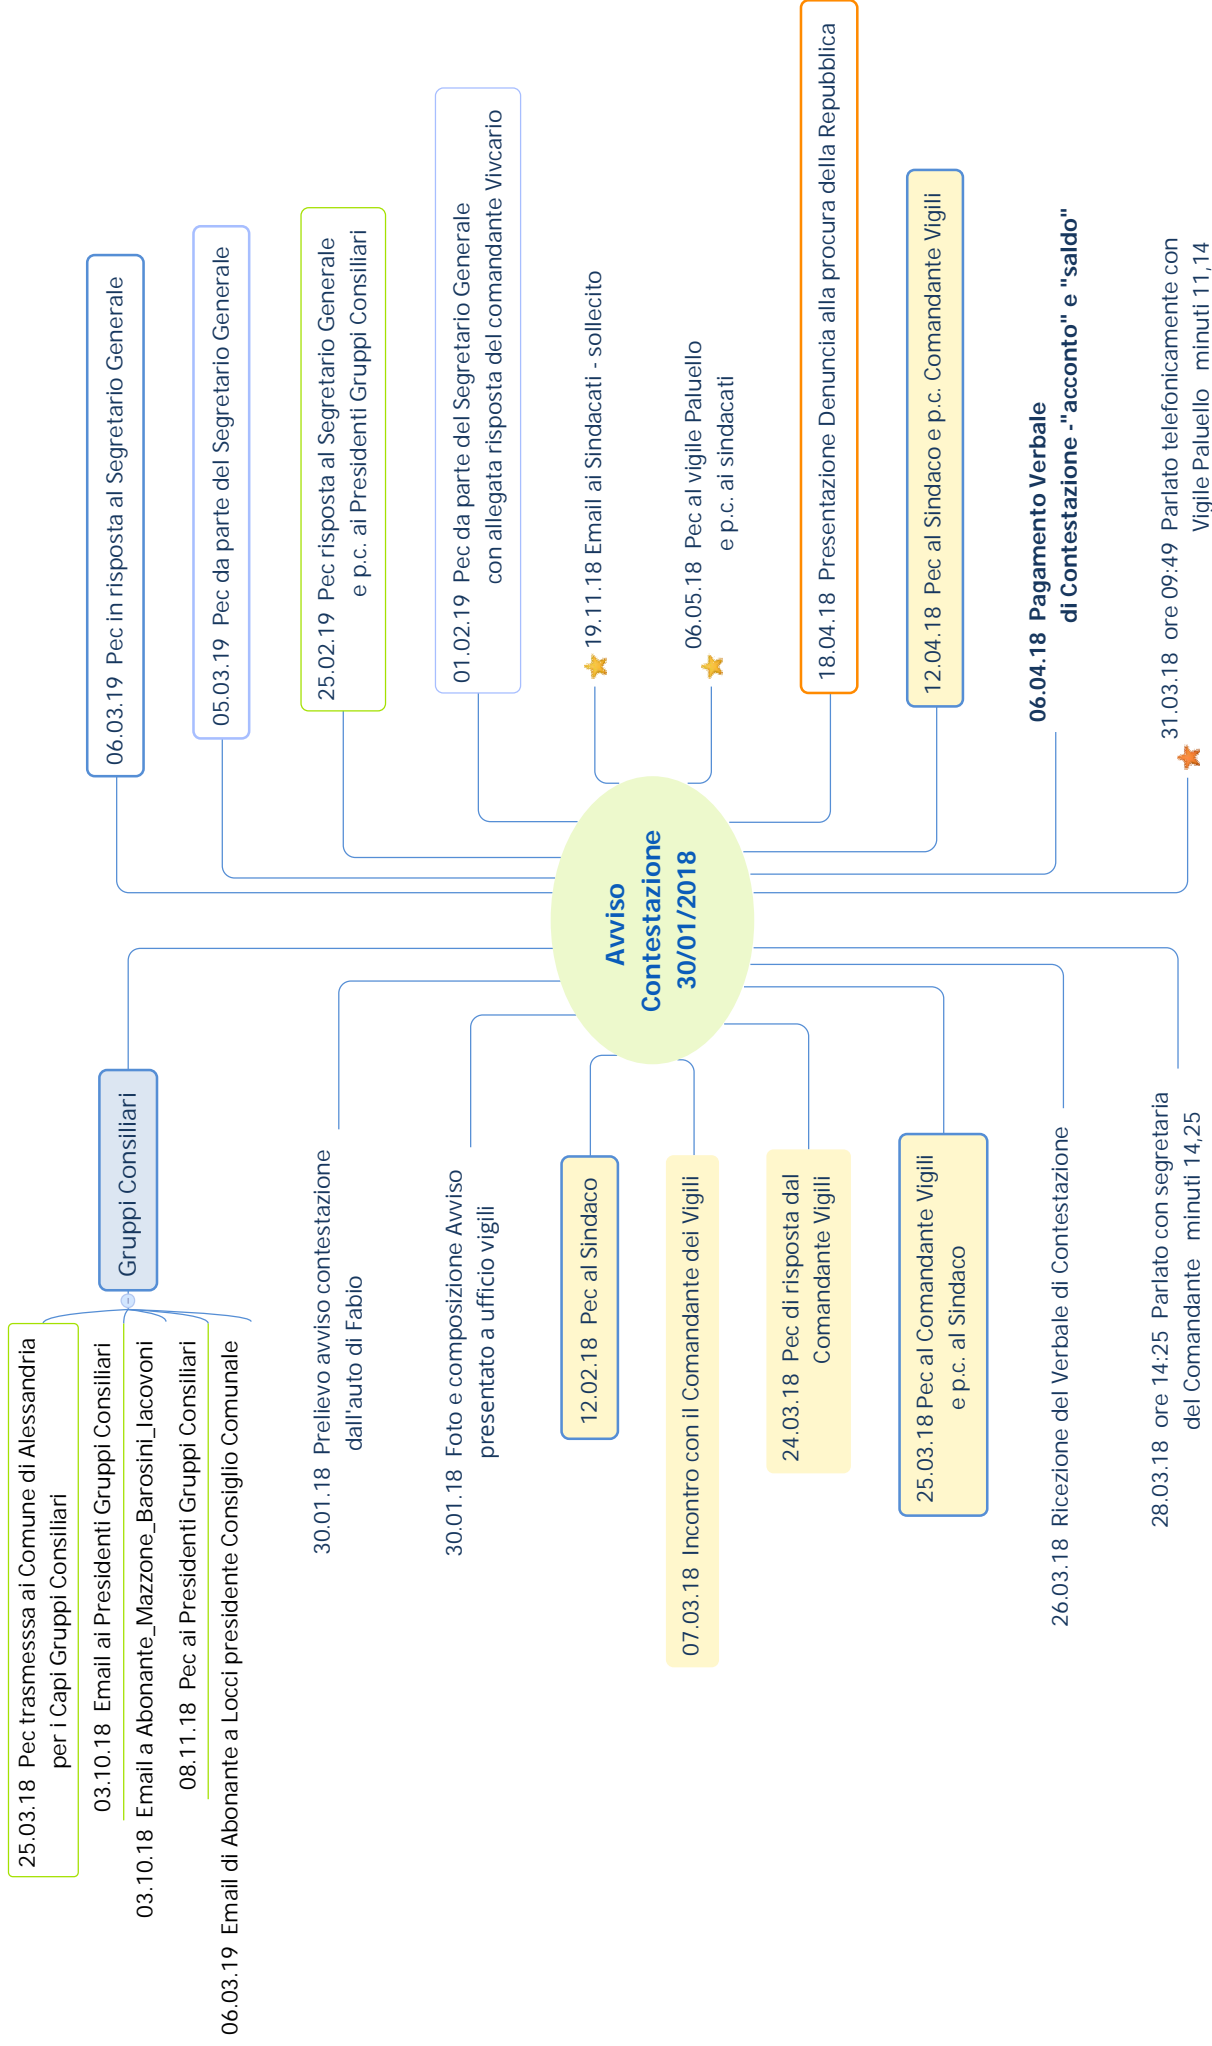 25.03.18 Pec trasmesssa ai Comune di Alessandria
per i Capi Gruppi Consiliari
03.10.18 Email ai Presidenti Gruppi Consiliari
03.10.18 Email a Abonante_Mazzone_Barosini_Iacovoni
08.11.18 Pec ai Presidenti Gruppi Consiliari
06.03.19 Email di Abonante a Locci presidente Consiglio Comunale
Gruppi Consiliari
30.01.18 Prelievo avviso contestazione
dall'auto di Fabio
30.01.18 Foto e composizione Avviso
presentato a ufficio vigili
12.02.18 Pec al Sindaco
07.03.18 Incontro con il Comandante dei Vigili
24.03.18 Pec di risposta dal
Comandante Vigili
25.03.18 Pec al Comandante Vigili
e p.c. al Sindaco
26.03.18 Ricezione del Verbale di Contestazione
28.03.18 ore 14:25 Parlato con segretaria
del Comandante minuti 14,25
Avviso
Contestazione
30/01/2018
06.03.19 Pec in risposta al Segretario Generale
05.03.19 Pec da parte del Segretario Generale
25.02.19 Pec risposta al Segretario Generale
e p.c. ai Presidenti Gruppi Consiliari
01.02.19 Pec da parte del Segretario Generale
con allegata risposta del comandante Vivcario
19.11.18 Email ai Sindacati - sollecito
06.05.18 Pec al vigile Paluello
e p.c. ai sindacati
18.04.18 Presentazione Denuncia alla procura della Repubblica
12.04.18 Pec al Sindaco e p.c. Comandante Vigili
06.04.18 Pagamento Verbale
di Contestazione -"acconto" e "saldo"
31.03.18 ore 09:49 Parlato telefonicamente con
Vigile Paluello minuti 11,14